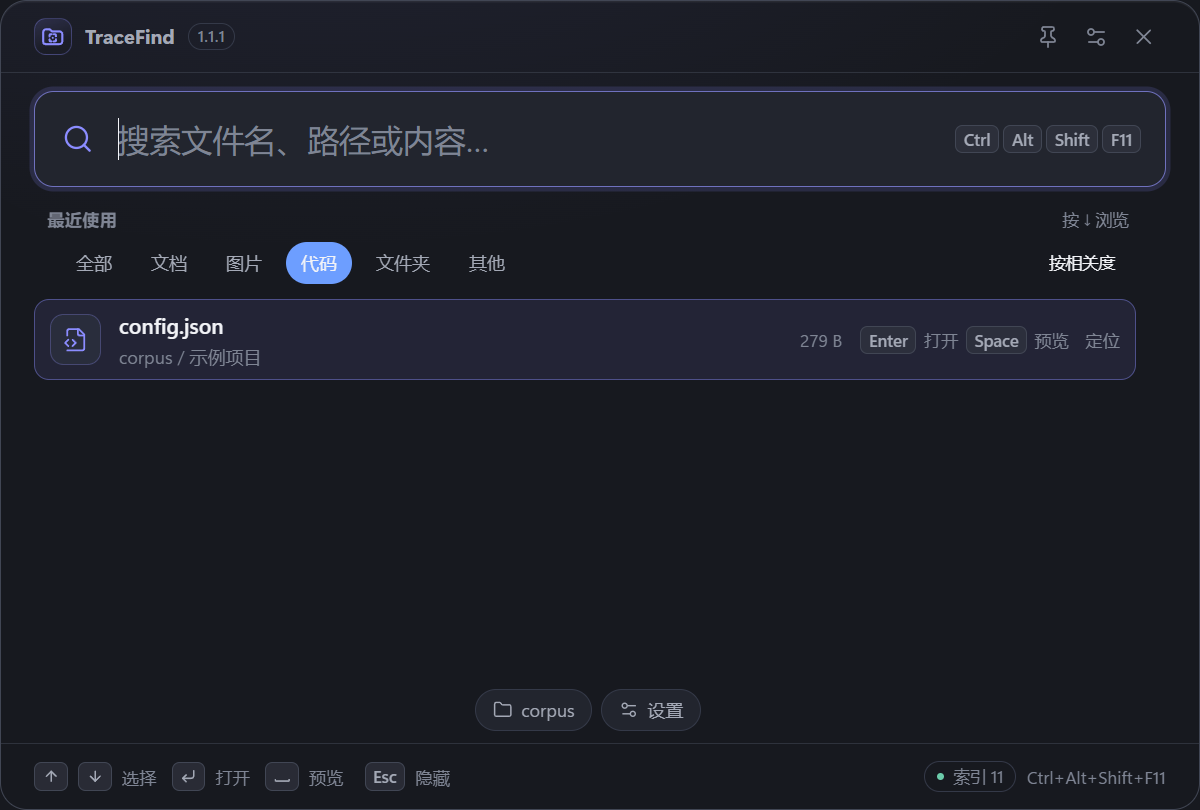 TraceFind 1.1.1
搜索文件名、路径或内容... Ctrl Alt Shift F11
最近使用 按↓浏览
全部 文档 图片 代码 文件夹 其他 按相关度
config.json
corpus / 示例项目
279 B Enter 打开 Space 预览 定位
corpus 设置
↑ ↓ 选择 ↵ 打开 预览 Esc 隐藏 索引 11 Ctrl+Alt+Shift+F11